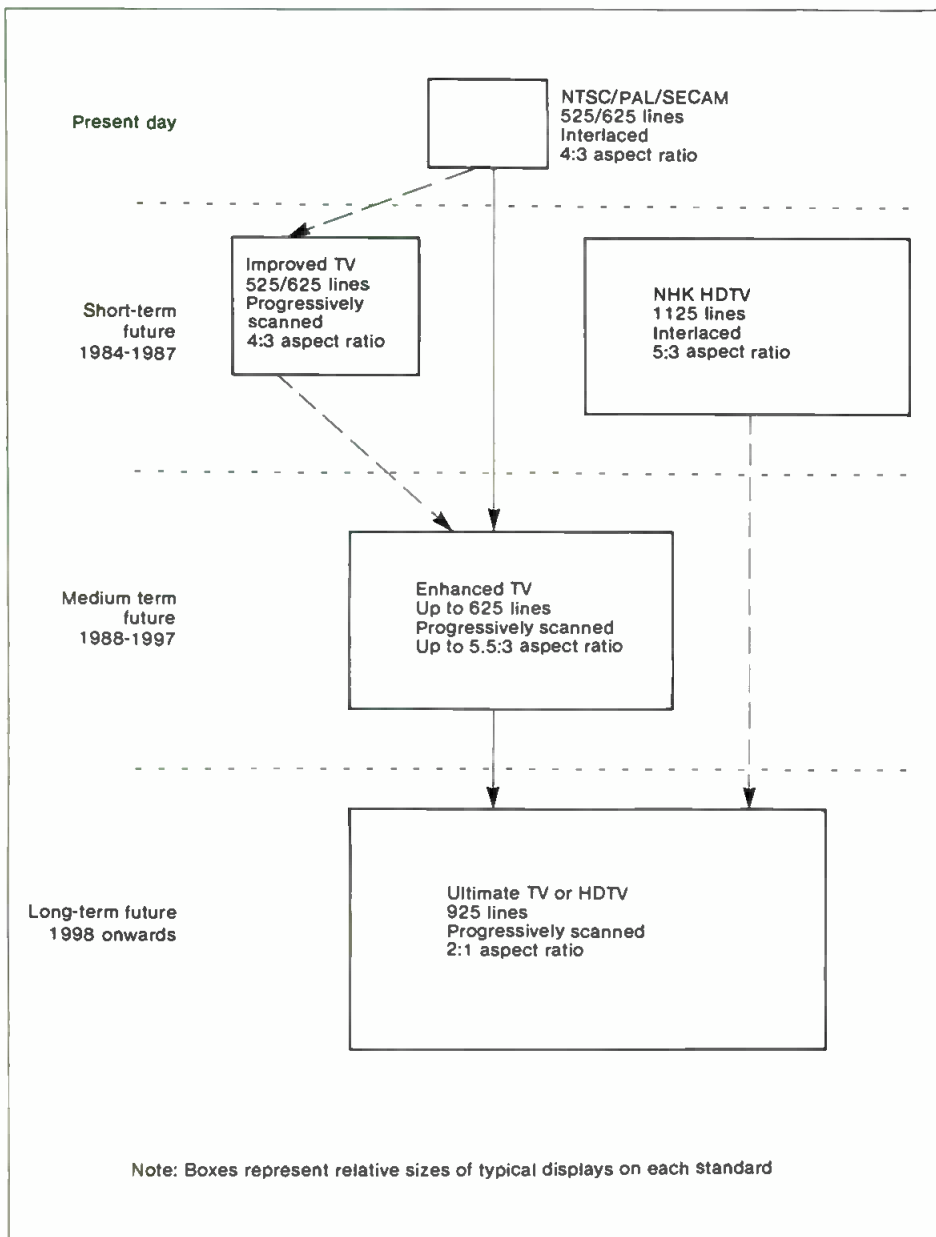 Present day
NTSC/PAL/SECAM
525/625 lines
Interlaced
4:3 aspect ratio
Short-term
future
1984-1987
Improved TV
525/625 lines
Progressively
scanned
4:3 aspect ratio
NHK HDTV
1125 lines
Interlaced
5:3 aspect ratio
Medium term
future
1988-1997
Enhanced TV
Up to 625 lines
Progressively scanned
Up to 5.5:3 aspect ratio
Long-term future
1998 onwards
Ultimate TV or HDTV
925 lines
Progressively scanned
2:1 aspect ratio
Note: Boxes represent relative sizes of typical displays on each standard